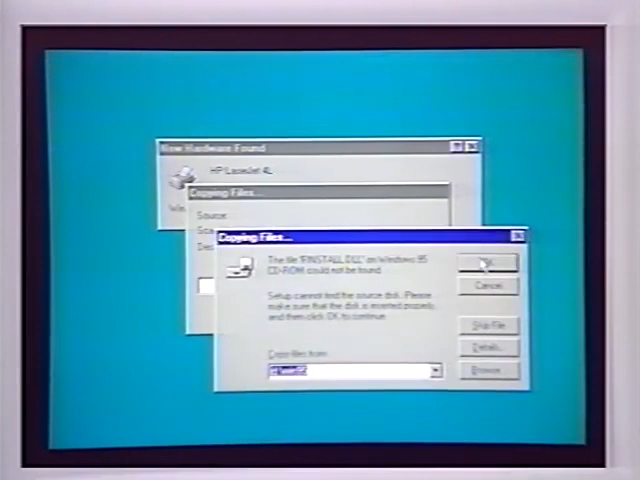 New Hardware Found
HP LaserJet 4L
Copying Files...
Source:
Copying Files...
The file 'FINSTALL.DLL' on Windows 95
CD-ROM could not be found.
Setup cannot find the source disk. Please
make sure that the disk is inserted properly,
and then click OK to continue.
Copy files from:
OK
Cancel
Skip File
Details...
Browse...